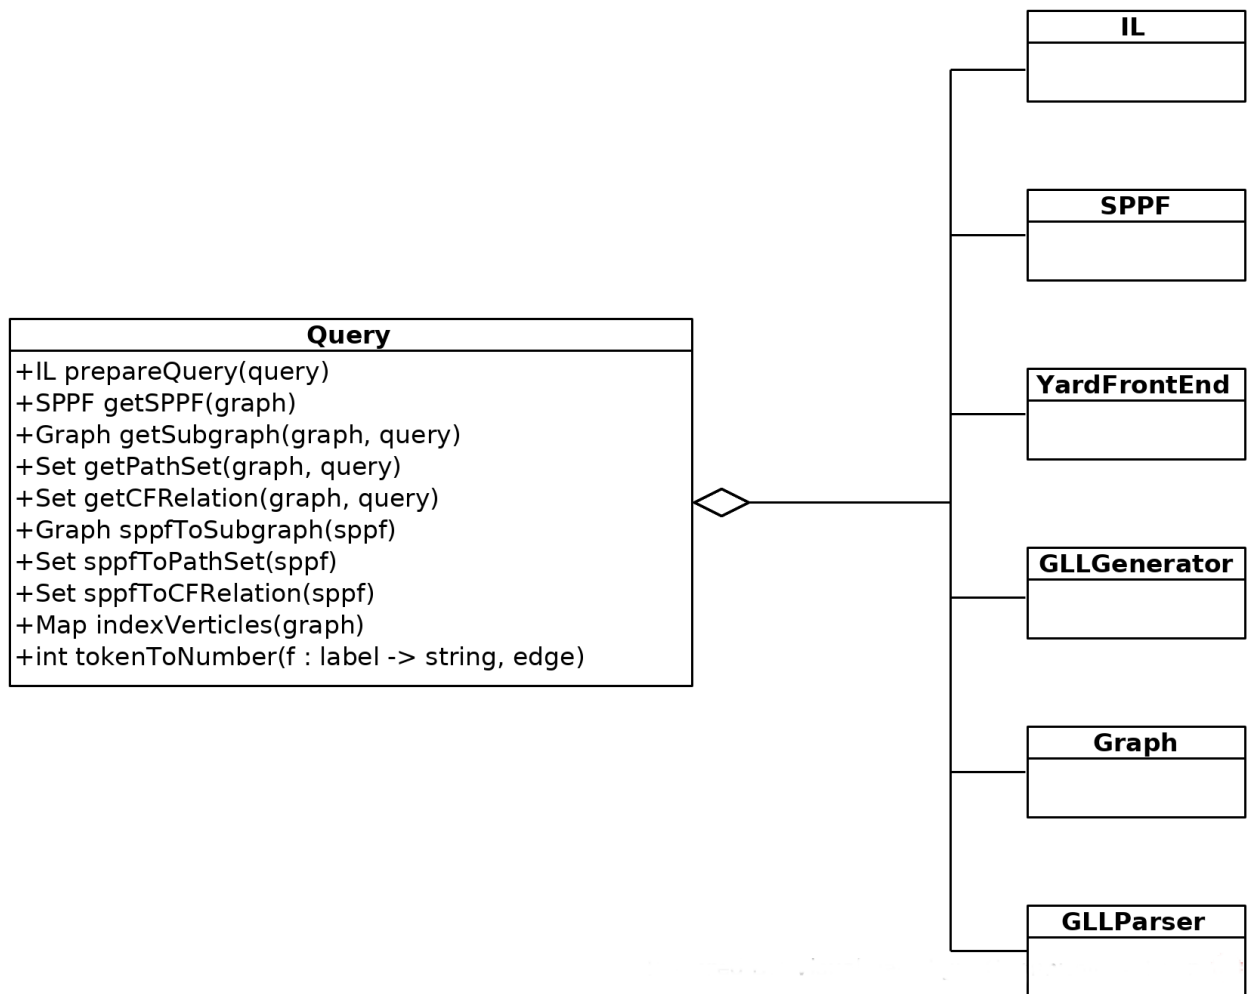 IL
SPPF
Query
+IL prepareQuery(query)
+SPPF getSPPF(graph)
+Graph getSubgraph(graph, query)
+Set getPathSet(graph, query)
+Set getCFRelation(graph, query)
+Graph sppfToSubgraph(sppf)
+Set sppfToPathSet(sppf)
+Set sppfToCFRelation(sppf)
+Map indexVerticles(graph)
+int tokenToNumber(f : label -> string, edge)
YardFrontEnd
GLLGenerator
Graph
GLLParser